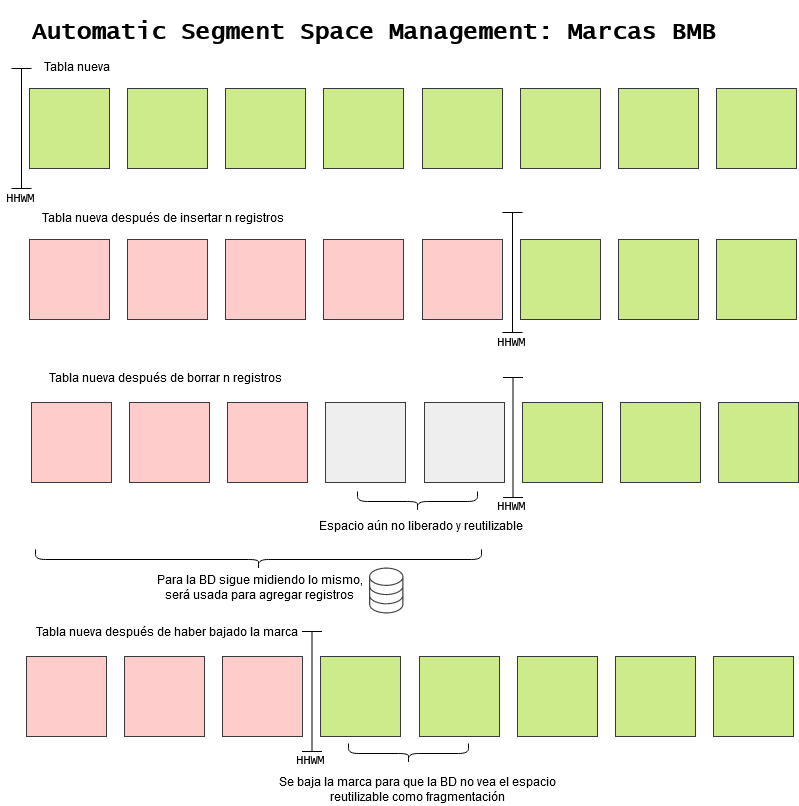 Automatic Segment Space Management: Marcas BMB
Tabla nueva
HHWM
Tabla nueva después de insertar n registros
HHWM
Tabla nueva después de borrar n registros
HHWM
Espacio aún no liberado y reutilizable
Para la BD sigue midiendo lo mismo,
será usada para agregar registros
Tabla nueva después de haber bajado la marca
HHWM
Se baja la marca para que la BD no vea el espacio
reutilizable como fragmentación